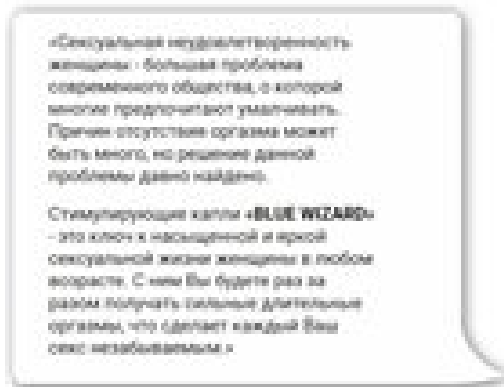 «Сексуальная неудовлетворенность
женщины - большая проблема
современного общества, о которой
многие предпочитают умалчивать.
Причин отсутствия оргазма может
быть много, но решение данной
проблемы давно найдено.
Стимулирующие капли «BLUE WIZARD»
- это ключ к насыщенной и яркой
сексуальной жизни женщины в любом
возрасте. С ним Вы будете раз за
разом получать сильные длительные
оргазмы, что сделает каждый Ваш
секс незабываемым.»